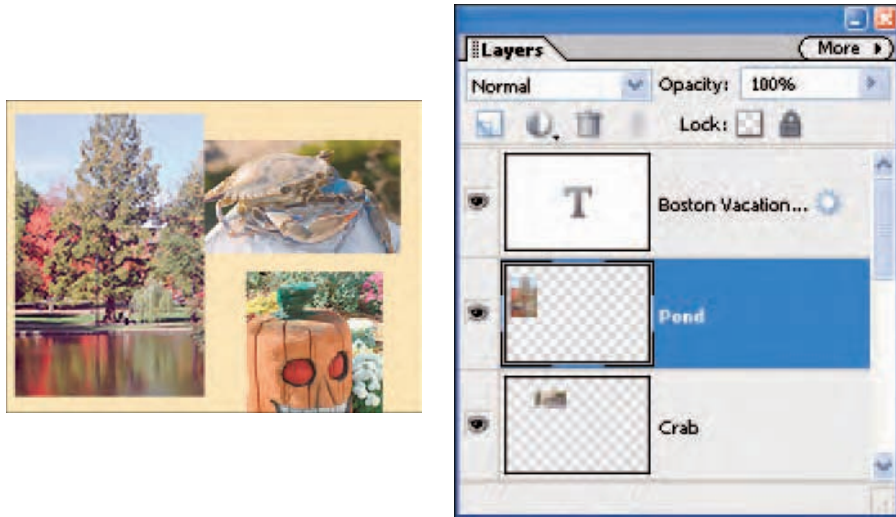 Layers
More
Normal
Opacity: 100%
Lock:
T
Boston Vacation...
Pond
Crab